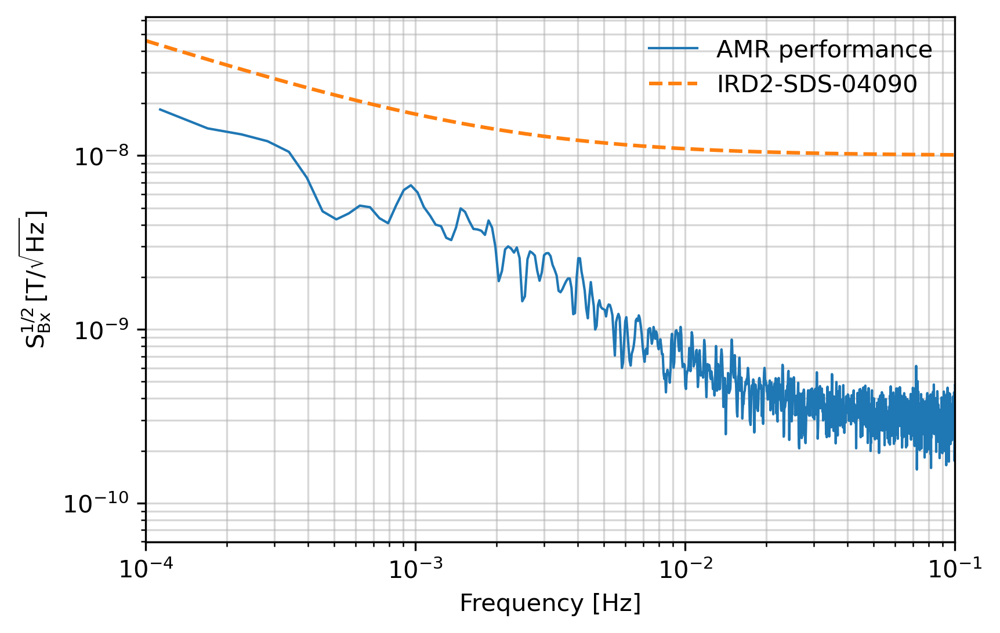 AMR performance
IRD2-SDS-04090
10⁻⁸
10⁻⁹
10⁻¹⁰
S_Bx^1/2 [T/√Hz]
10⁻⁴ 10⁻³ 10⁻² 10⁻¹
Frequency [Hz]